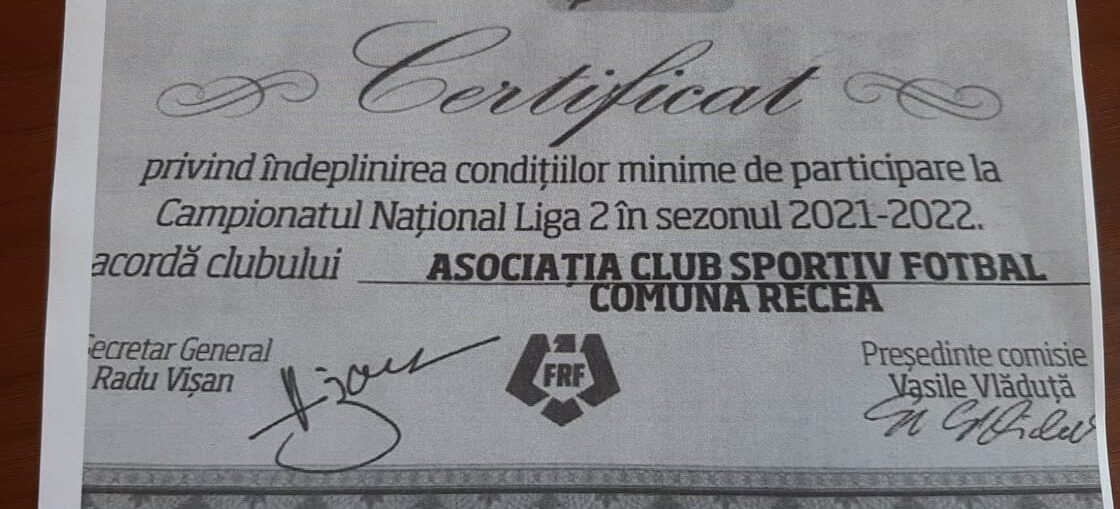 Certificat
privind îndeplinirea condițiilor minime de participare la
Campionatul Național Liga 2 în sezonul 2021-2022.
acordă clubului ASOCIAȚIA CLUB SPORTIV FOTBAL
COMUNA RECEA
Secretar General
Radu Vișan
FRF
Președinte comisie
Vasile Vlăduță